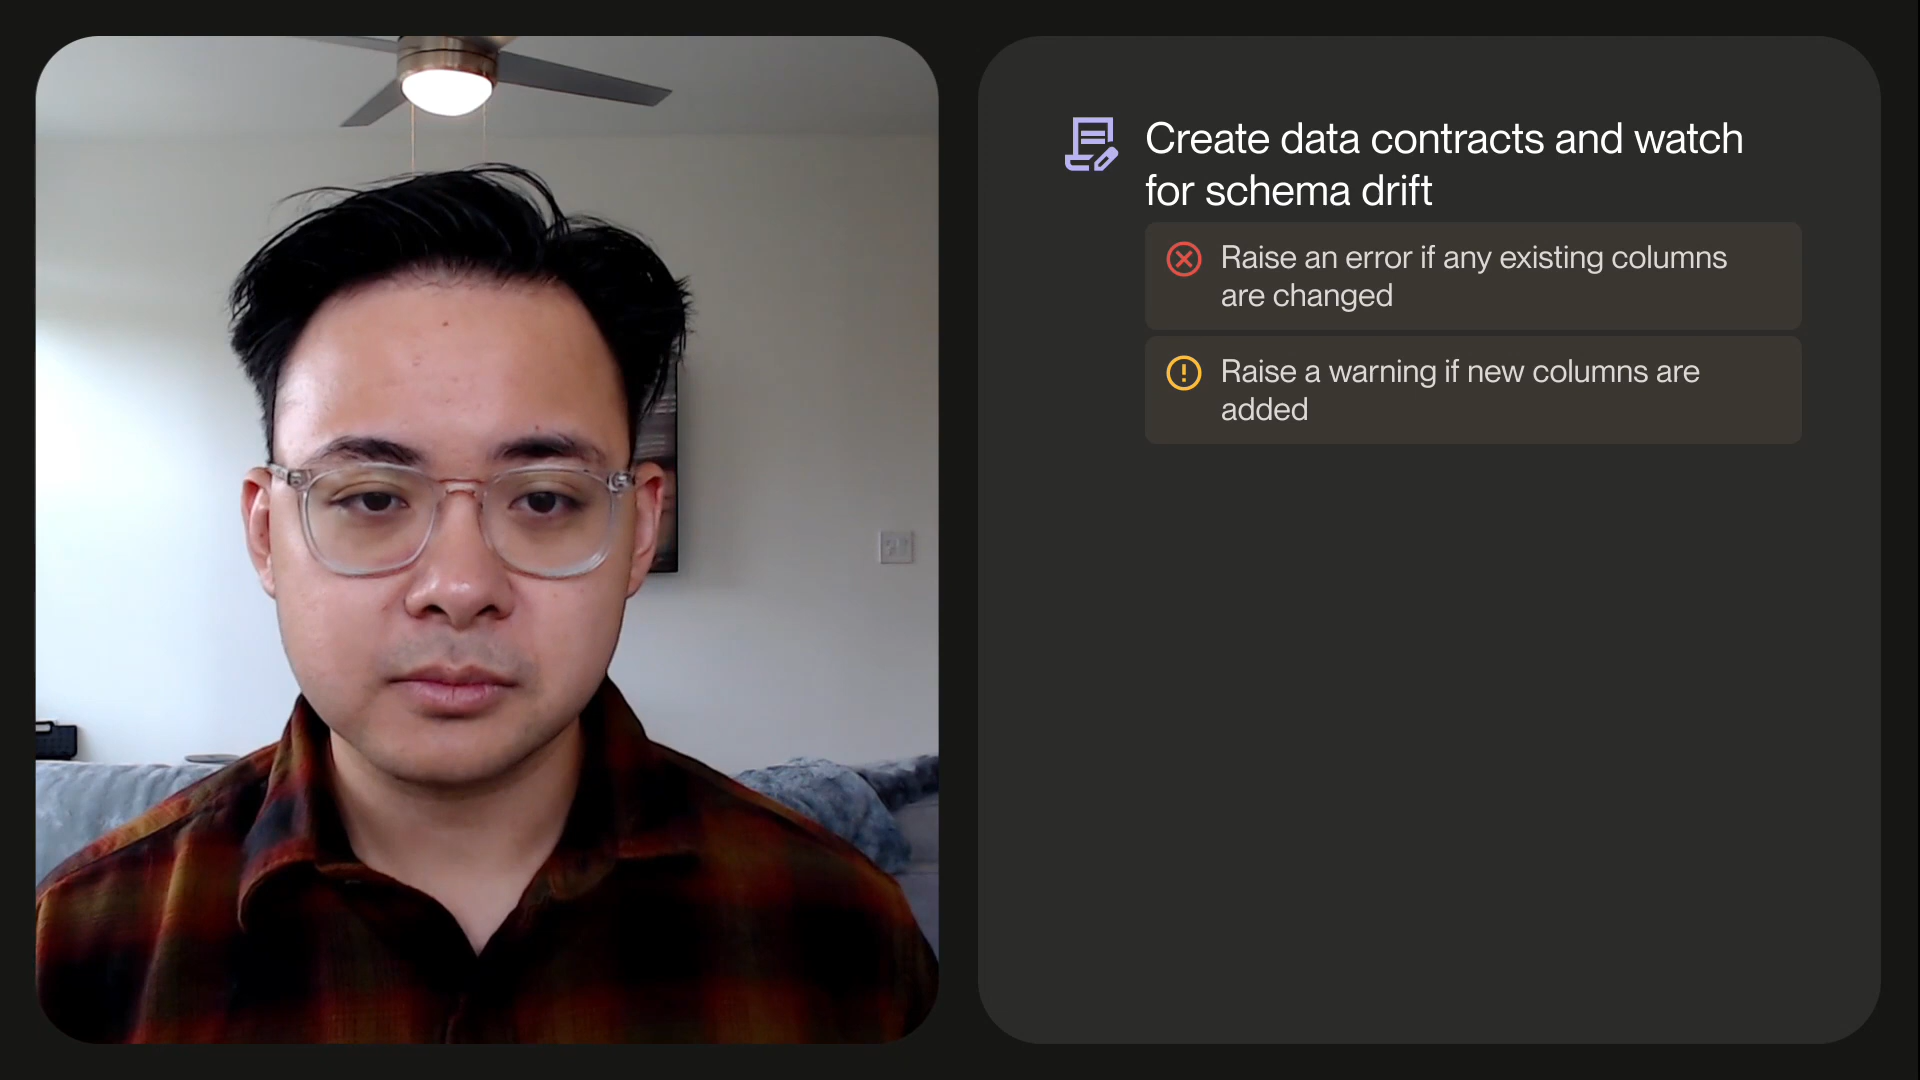 Create data contracts and watch
for schema drift
Raise an error if any existing columns
are changed
Raise a warning if new columns are
added